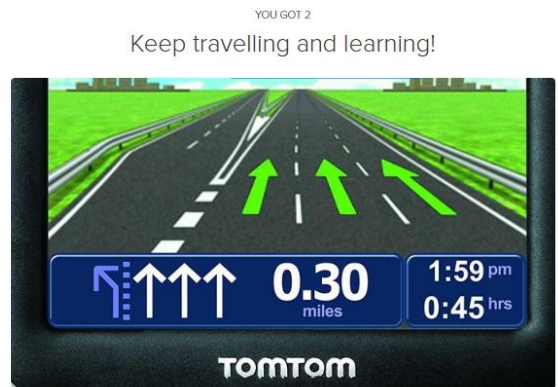 YOU GOT 2
Keep travelling and learning!
0.30
miles
1:59 pm
0:45 hrs
TOMTOM